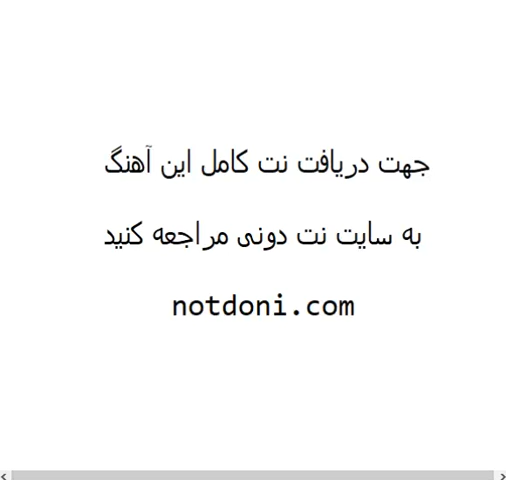 جهت دریافت نت کامل این آهنگ
به سایت نت دونی مراجعه کنید
notdoni.com